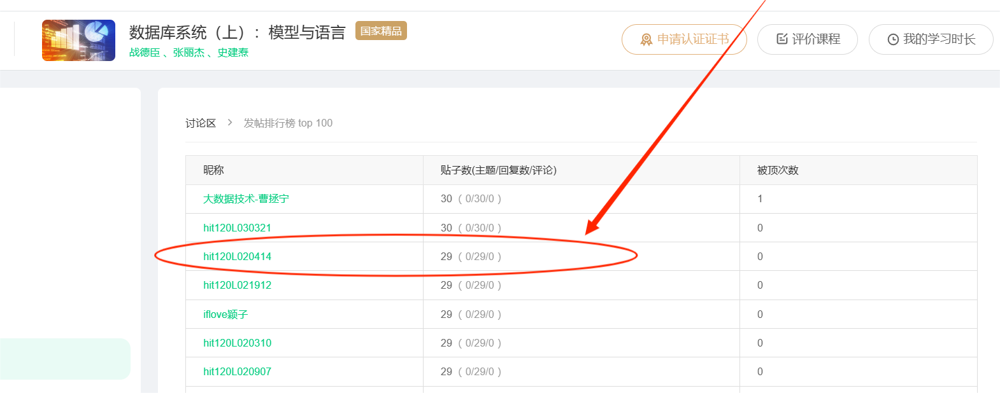 数据库系统（上）：模型与语言 国家精品
战德臣、张丽杰、史建焘
申请认证证书 评价课程 我的学习时长
讨论区 > 发帖排行榜 top 100
昵称 贴子数(主题/回复数/评论) 被顶次数
大数据技术-曹拯宁 30 ( 0/30/0 ) 1
hit120L030321 30 ( 0/30/0 ) 0
hit120L020414 29 ( 0/29/0 ) 0
hit120L021912 29 ( 0/29/0 ) 0
iflove颖子 29 ( 0/29/0 ) 0
hit120L020310 29 ( 0/29/0 ) 0
hit120L020907 29 ( 0/29/0 ) 0